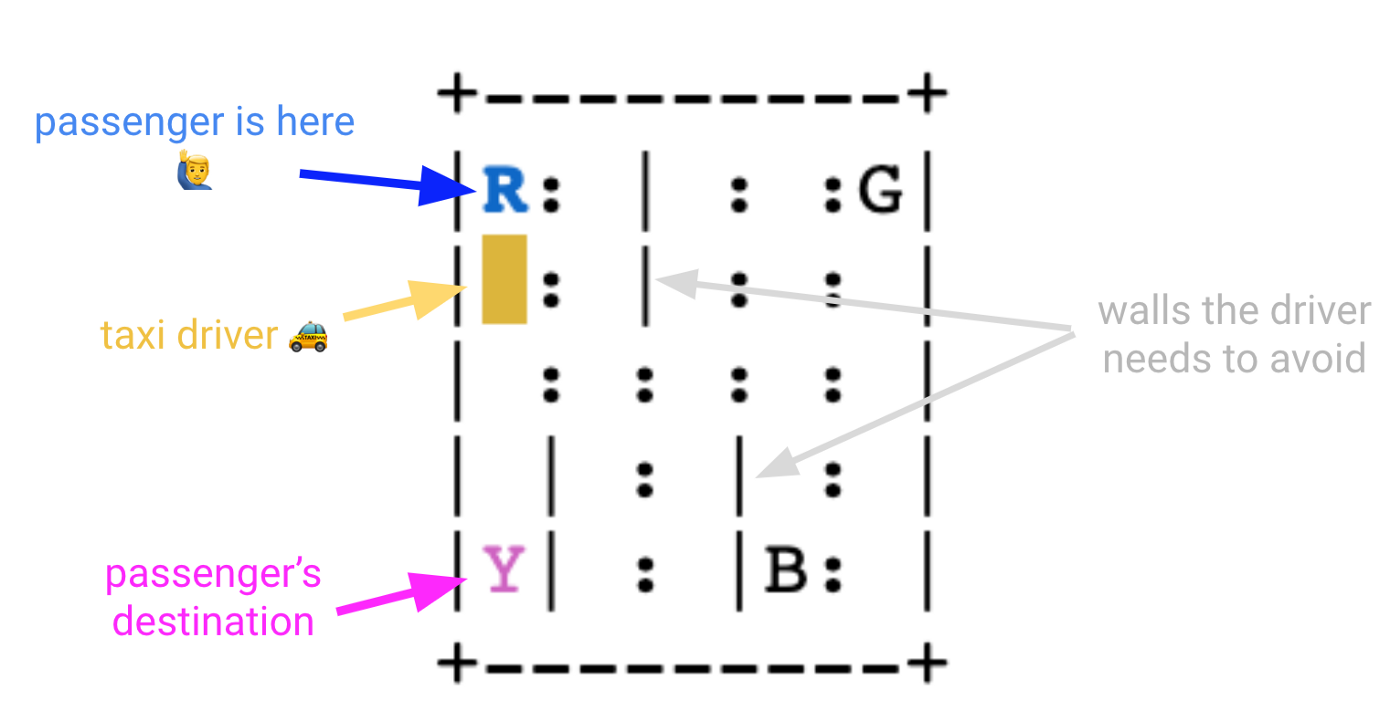 +---------+
passenger is here
|R: | : :G|
| : | : : |
walls the driver
needs to avoid
taxi driver
| : : : : |
| | : | : |
passenger’s
destination
|Y| : |B: |
+---------+